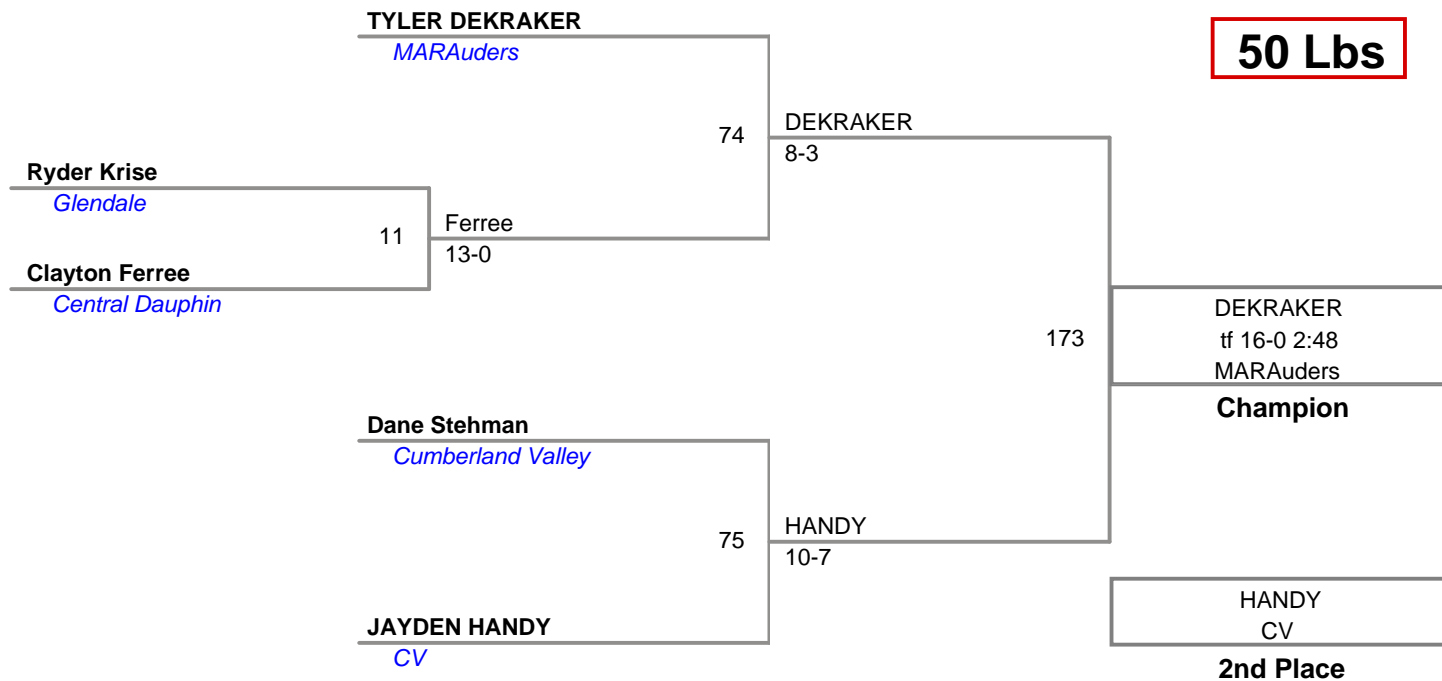 TYLER DEKRAKER
MARAuders
50 Lbs
74
DEKRAKER
8-3
Ryder Krise
Glendale
11
Ferree
13-0
Clayton Ferree
Central Dauphin
173
DEKRAKER
tf 16-0 2:48
MARAuders
Champion
Dane Stehman
Cumberland Valley
75
HANDY
10-7
JAYDEN HANDY
CV
HANDY
CV
2nd Place